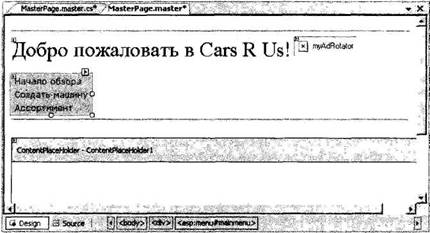 MasterPage.master.cs* MasterPage.master*
Добро пожаловать в Cars R Us! myAdRotator
Начало обзора
Создать машину
Ассортимент
ContentPlaceHolder - ContentPlaceHolder1
Design Source <body> <div> <asp:menu#mainmenu>